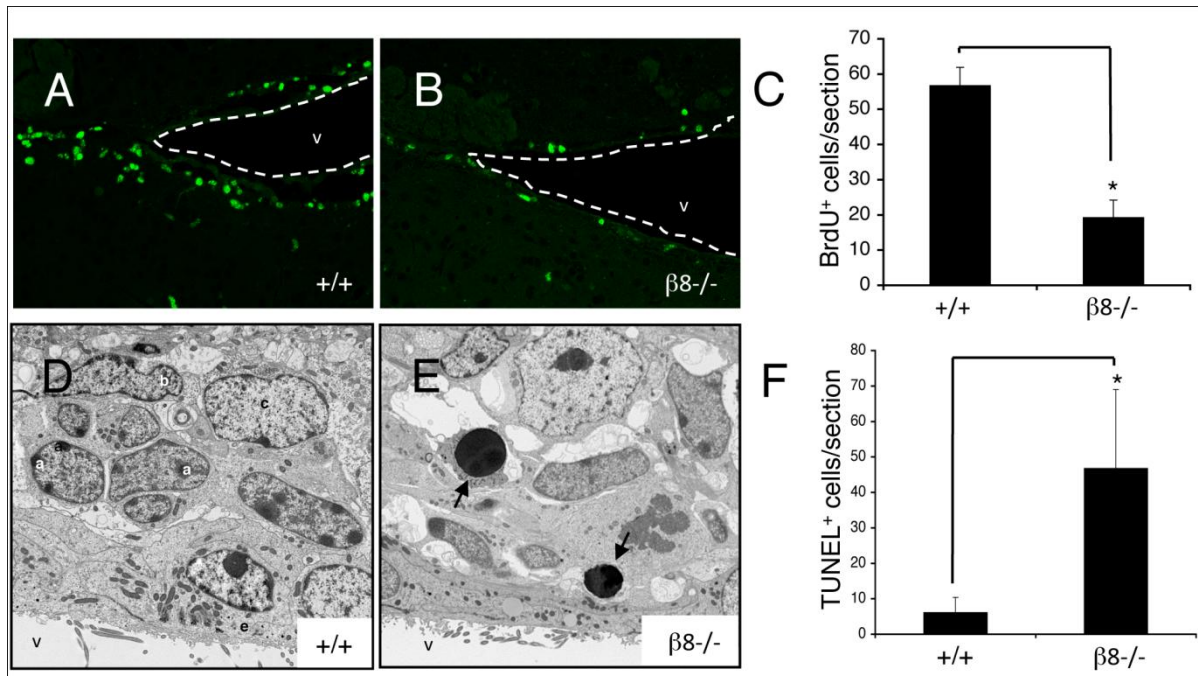 A
v
+/+
B
v
β8-/-
C
BrdU⁺ cells/section
70
60
50
40
30
20
10
0
*
+/+
β8-/-
D
b
c
a
a
a
e
v
+/+
E
v
β8-/-
F
TUNEL⁺ cells/section
80
70
60
50
40
30
20
10
0
*
+/+
β8-/-